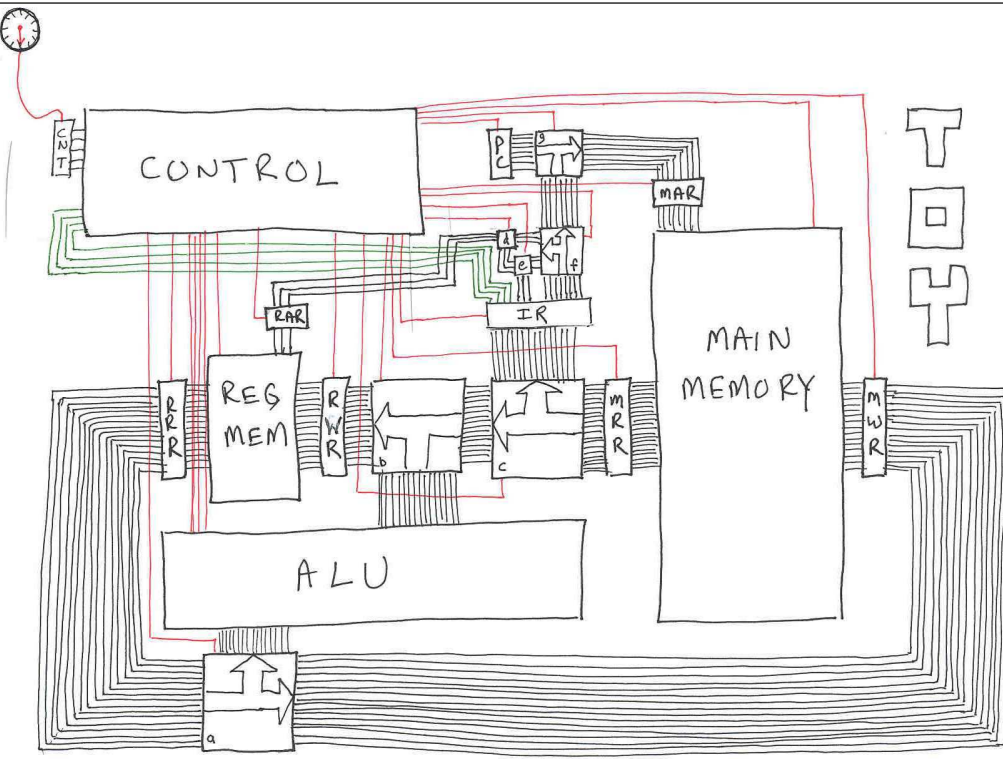 CNT
CONTROL
PC
g
MAR
TOY
d
e
f
IR
RAR
MAIN
MEMORY
RRR
REG
MEM
RWR
b
c
MRR
MWR
ALU
a